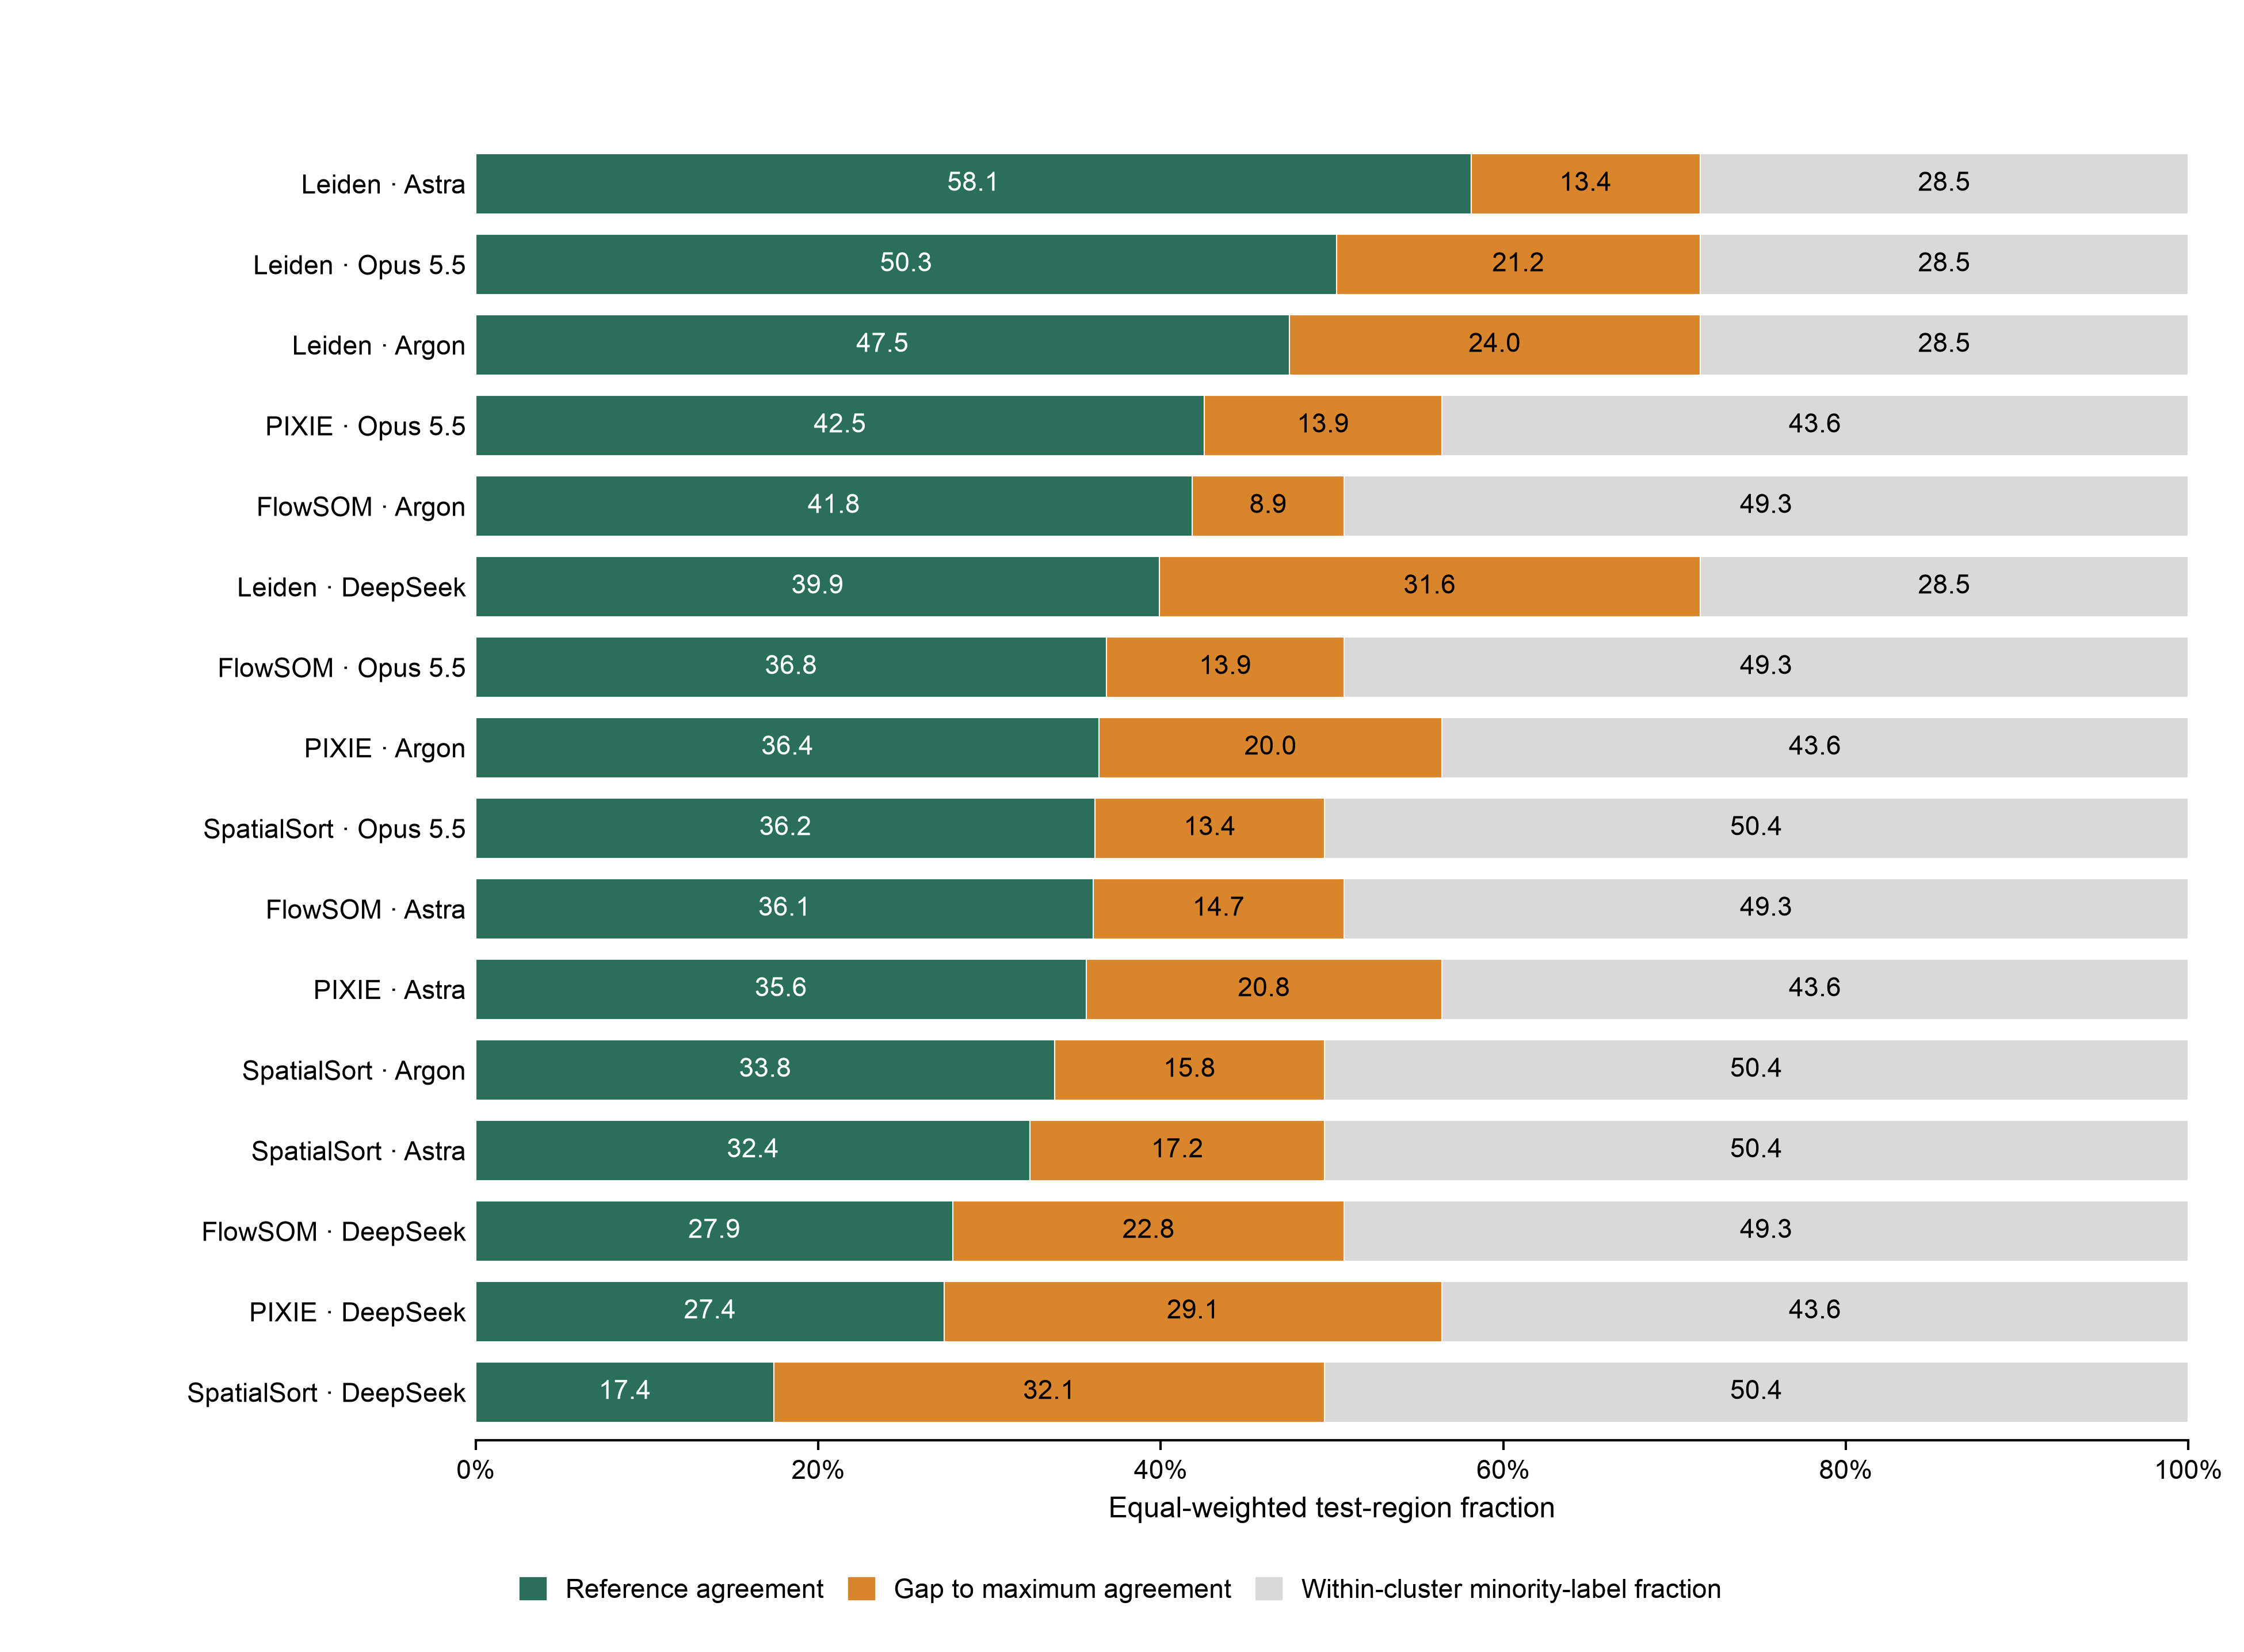 Leiden · Astra 58.1 13.4 28.5
Leiden · Opus 5.5 50.3 21.2 28.5
Leiden · Argon 47.5 24.0 28.5
PIXIE · Opus 5.5 42.5 13.9 43.6
FlowSOM · Argon 41.8 8.9 49.3
Leiden · DeepSeek 39.9 31.6 28.5
FlowSOM · Opus 5.5 36.8 13.9 49.3
PIXIE · Argon 36.4 20.0 43.6
SpatialSort · Opus 5.5 36.2 13.4 50.4
FlowSOM · Astra 36.1 14.7 49.3
PIXIE · Astra 35.6 20.8 43.6
SpatialSort · Argon 33.8 15.8 50.4
SpatialSort · Astra 32.4 17.2 50.4
FlowSOM · DeepSeek 27.9 22.8 49.3
PIXIE · DeepSeek 27.4 29.1 43.6
SpatialSort · DeepSeek 17.4 32.1 50.4
0% 20% 40% 60% 80% 100%
Equal-weighted test-region fraction
Reference agreement Gap to maximum agreement Within-cluster minority-label fraction